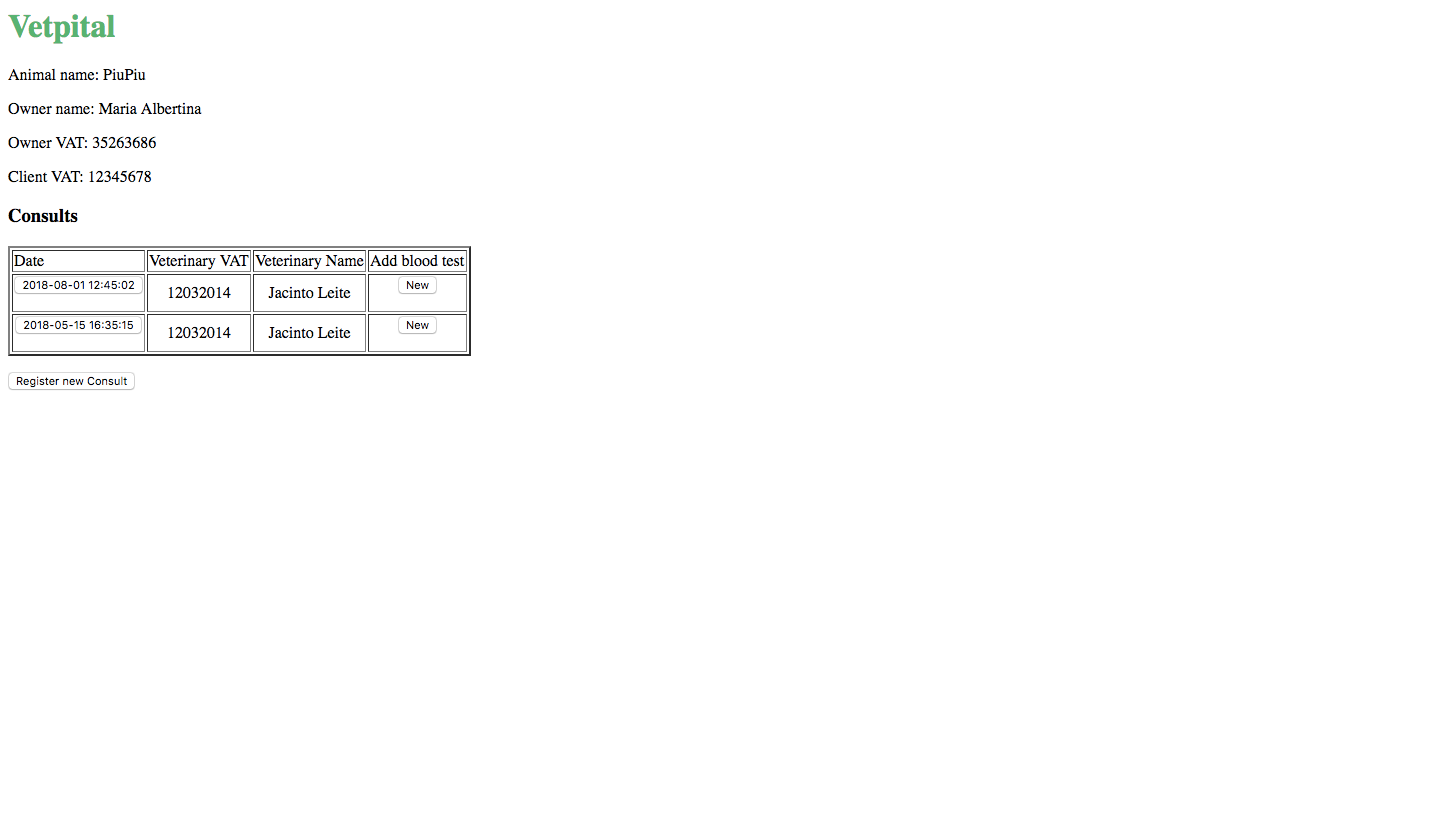 Vetpital
Animal name: PiuPiu
Owner name: Maria Albertina
Owner VAT: 35263686
Client VAT: 12345678
Consults
Date Veterinary VAT Veterinary Name Add blood test
2018-08-01 12:45:02 12032014 Jacinto Leite New
2018-05-15 16:35:15 12032014 Jacinto Leite New
Register new Consult